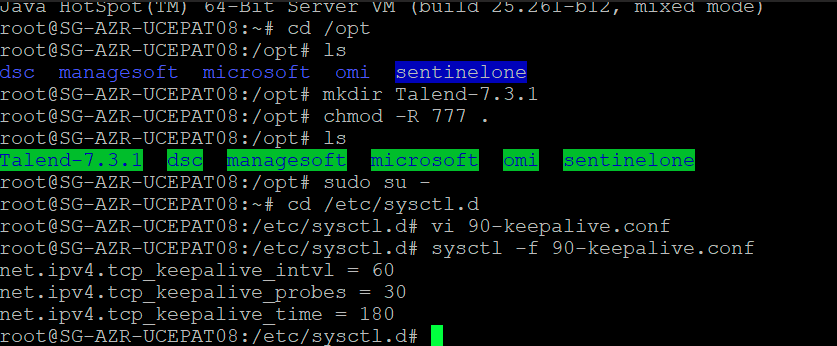 Java HotSpot(TM) 64-Bit Server VM (build 25.261-b12, mixed mode)
root@SG-AZR-UCEPAT08:~# cd /opt
root@SG-AZR-UCEPAT08:/opt# ls
dsc managesoft microsoft omi sentinelone
root@SG-AZR-UCEPAT08:/opt# mkdir Talend-7.3.1
root@SG-AZR-UCEPAT08:/opt# chmod -R 777 .
root@SG-AZR-UCEPAT08:/opt# ls
Talend-7.3.1 dsc managesoft microsoft omi sentinelone
root@SG-AZR-UCEPAT08:/opt# sudo su -
root@SG-AZR-UCEPAT08:~# cd /etc/sysctl.d
root@SG-AZR-UCEPAT08:/etc/sysctl.d# vi 90-keepalive.conf
root@SG-AZR-UCEPAT08:/etc/sysctl.d# sysctl -f 90-keepalive.conf
net.ipv4.tcp_keepalive_intvl = 60
net.ipv4.tcp_keepalive_probes = 30
net.ipv4.tcp_keepalive_time = 180
root@SG-AZR-UCEPAT08:/etc/sysctl.d#